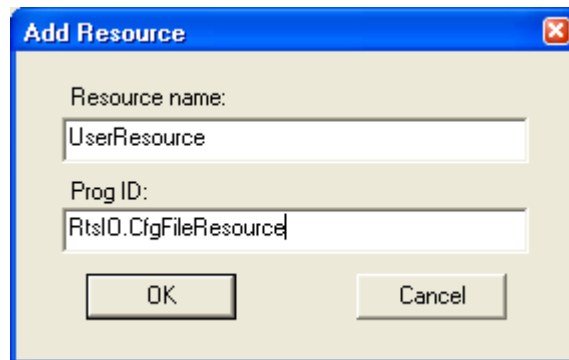 Add Resource
Resource name:
UserResource
Prog ID:
RtsIO.CfgFileResource
OK
Cancel